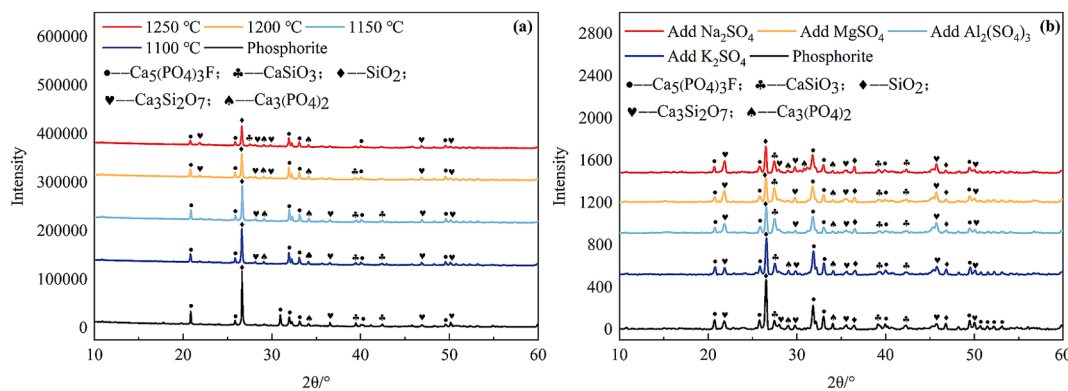 (a)
1250 ℃ 1200 ℃ 1150 ℃
1100 ℃ Phosphorite
●—Ca₅(PO₄)₃F； ♣—CaSiO₃； ♦—SiO₂；
♥—Ca₃Si₂O₇； ♠—Ca₃(PO₄)₂
600000
500000
400000
300000
200000
100000
0
Intensity
10 20 30 40 50 60
2θ/°
(b)
Add Na₂SO₄ Add MgSO₄ Add Al₂(SO₄)₃
Add K₂SO₄ Phosphorite
●—Ca₅(PO₄)₃F； ♣—CaSiO₃； ♦—SiO₂；
♥—Ca₃Si₂O₇； ♠—Ca₃(PO₄)₂
2800
2400
2000
1600
1200
800
400
0
Intensity
10 20 30 40 50 60
2θ/°